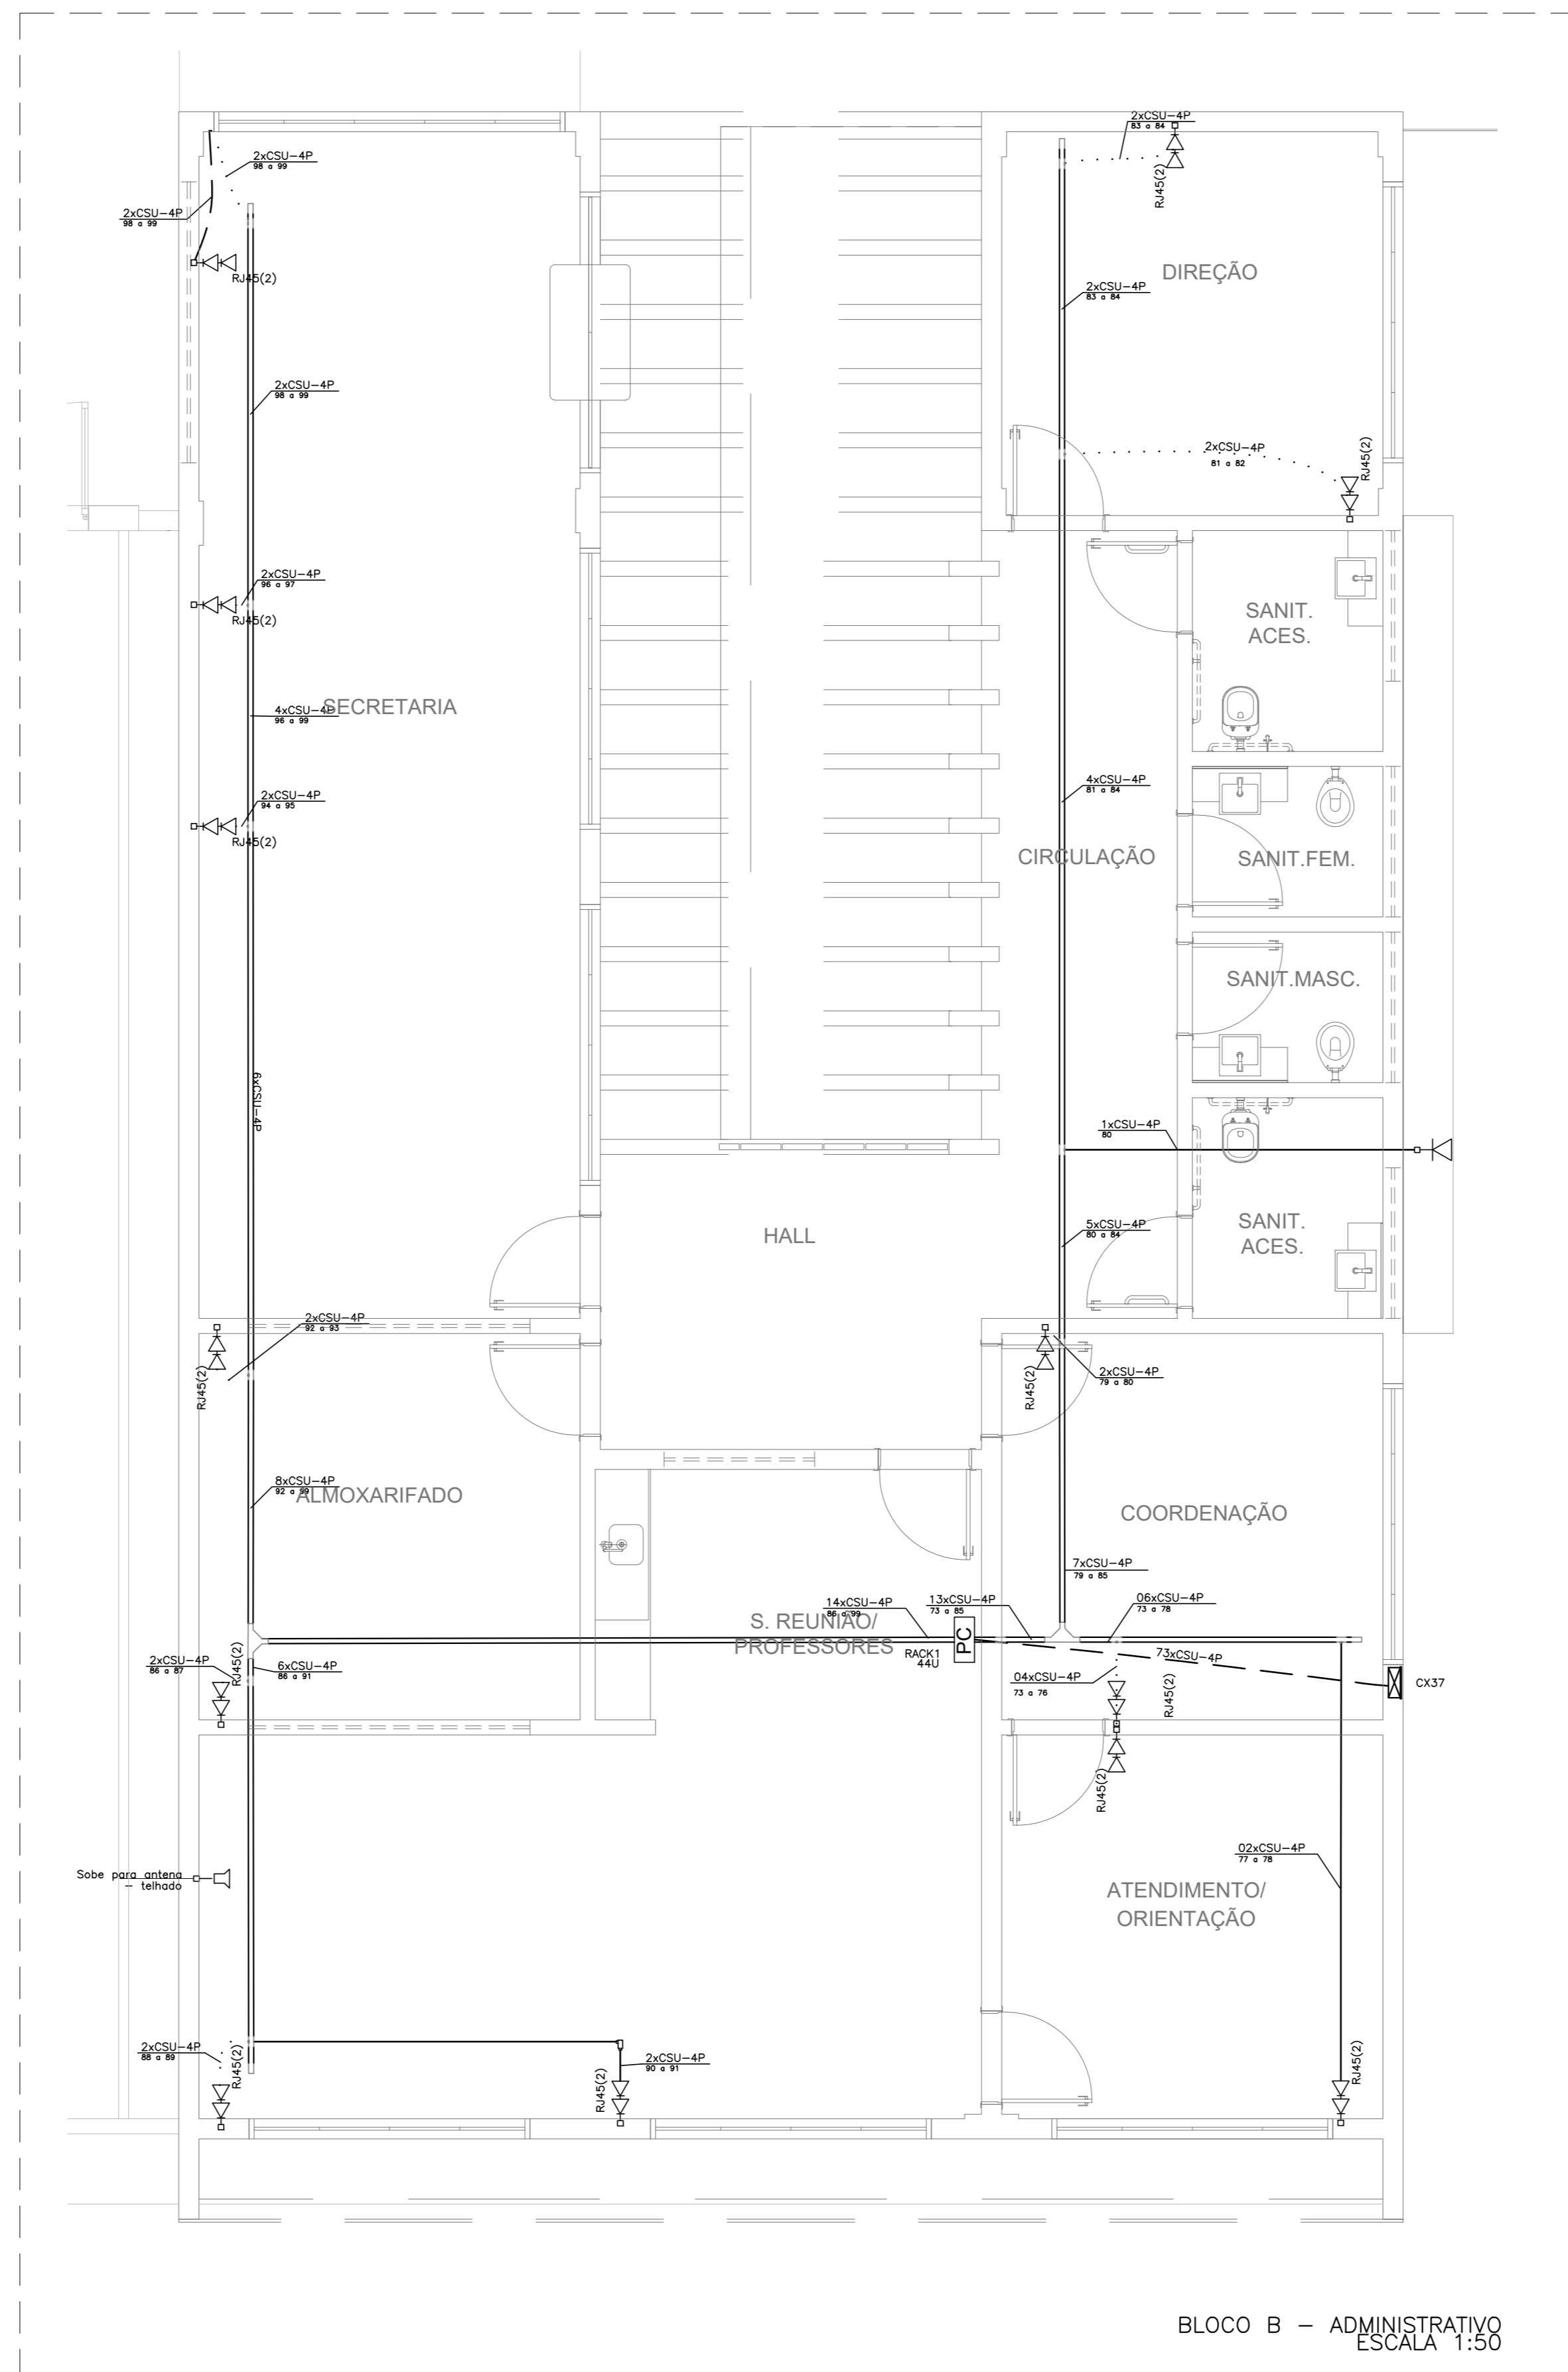 2xCSU-4P
83 a 84
RJ45(2)
2xCSU-4P
98 a 99
2xCSU-4P
98 a 99
RJ45(2)
DIREÇÃO
2xCSU-4P
83 a 84
2xCSU-4P
98 a 99
2xCSU-4P
81 a 82
RJ45(2)
2xCSU-4P
96 a 97
RJ45(2)
SANIT.
ACES.
SECRETARIA
4xCSU-4P
96 a 99
4xCSU-4P
81 a 84
2xCSU-4P
94 a 95
RJ45(2)
CIRCULAÇÃO
SANIT.FEM.
SANIT.MASC.
6xCSU-4P
1xCSU-4P
80
5xCSU-4P
80 a 84
SANIT.
ACES.
HALL
2xCSU-4P
92 a 93
RJ45(2)
RJ45(2)
2xCSU-4P
79 a 80
8xCSU-4P
92 a 99
ALMOXARIFADO
COORDENAÇÃO
7xCSU-4P
79 a 85
14xCSU-4P
86 a 99
13xCSU-4P
73 a 85
06xCSU-4P
73 a 78
S. REUNIÃO/
PROFESSORES
RACK1
44U
PC
73xCSU-4P
2xCSU-4P
86 a 87
RJ45(2)
6xCSU-4P
86 a 91
04xCSU-4P
73 a 76
RJ45(2)
CX37
RJ45(2)
02xCSU-4P
77 a 78
Sobe para antena
- telhado
ATENDIMENTO/
ORIENTAÇÃO
2xCSU-4P
88 a 89
RJ45(2)
2xCSU-4P
90 a 91
RJ45(2)
RJ45(2)
BLOCO B - ADMINISTRATIVO
ESCALA 1:50